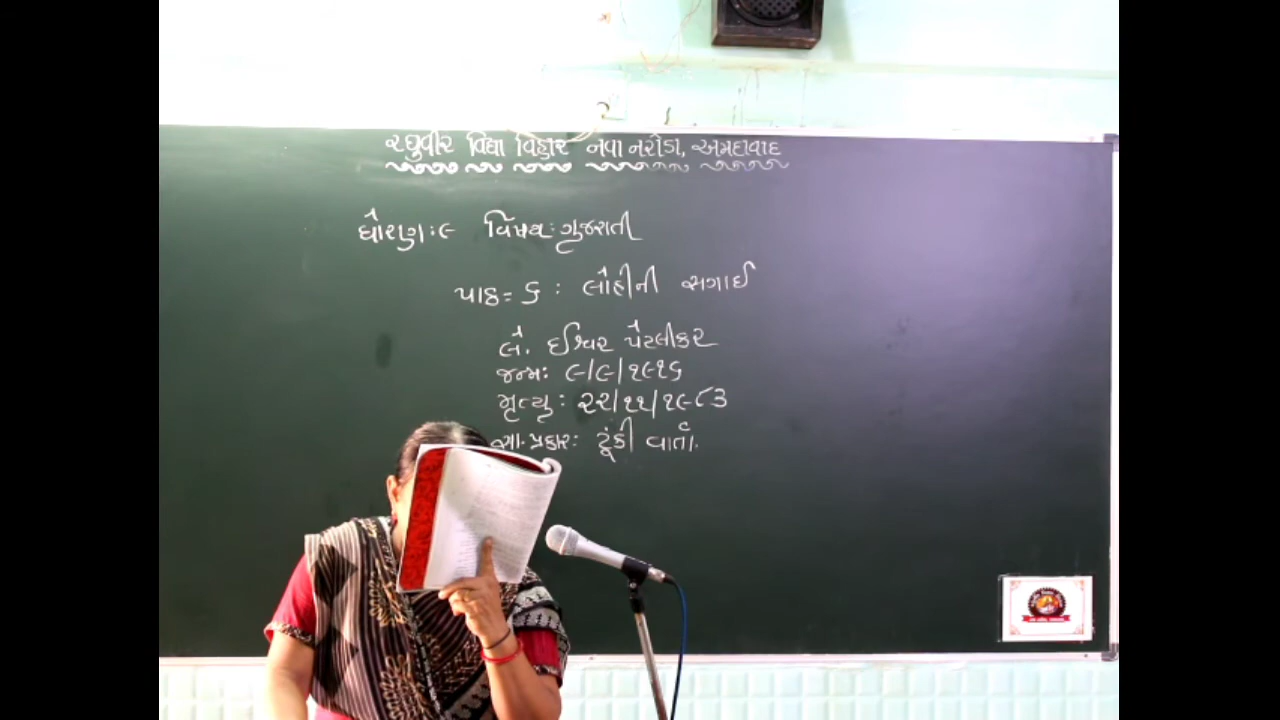 રઘુવીર વિદ્યા વિહાર નવા નરોડા, અમદાવાદ
ધોરણ: ૯ વિષય: ગુજરાતી
પાઠ = ૬ : લોહીની સગાઈ
લે. ઈશ્વર પેટલીકર
જન્મ: ૯/૯/૧૯૧૬
મૃત્યુ: ૨૨/૧૧/૧૯૮૩
સા. પ્રકાર: ટૂંકી વાર્તા.